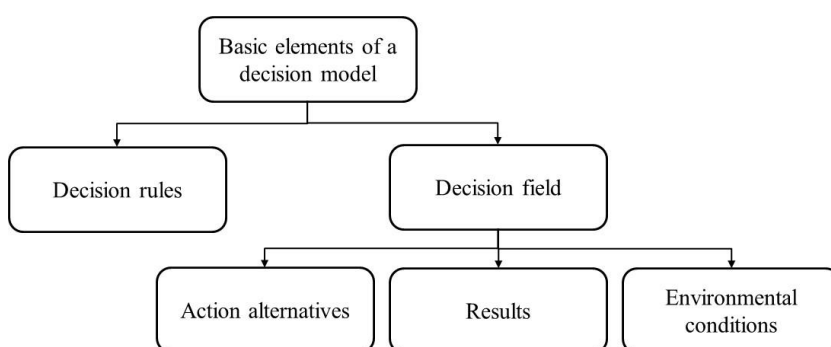 Basic elements of a
decision model
Decision rules
Decision field
Action alternatives
Results
Environmental
conditions